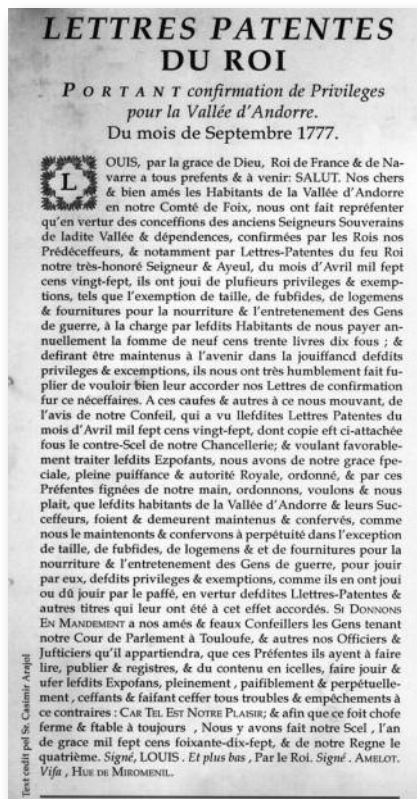 LETTRES PATENTES
DU ROI
PORTANT confirmation de Privileges
pour la Vallée d'Andorre.
Du mois de Septembre 1777.
LOUIS, par la grace de Dieu, Roi de France & de Na-
varre a tous prefents & à venir: SALUT. Nos chers
& bien amés les Habitants de la Vallée d'Andorre
en notre Comté de Foix, nous ont fait repréfenter
qu'en vertur des conceffions des anciens Seigneurs Souverains
de ladite Vallée & dépendences, confirmées par les Rois nos
Prédéceffeurs, & notamment par Lettres-Patentes du feu Roi
notre très-honoré Seigneur & Ayeul, du mois d'Avril mil fept
cens vingt-fept, ils ont joui de plufieurs privileges & exemp-
tions, tels que l'exemption de taille, de fubfides, de logemens
& fournitures pour la nourriture & l'entretenement des Gens
de guerre, à la charge par lefdits Habitants de nous payer an-
nuellement la fomme de neuf cens trente livres dix fous ; &
defirant être maintenus à l'avenir dans la jouiffancd defdits
privileges & excemptions, ils nous ont très humblement fait fu-
plier de vouloir bien leur accorder nos Lettres de confirmation
fur ce néceffaires. A ces caufes & autres à ce nous mouvant, de
l'avis de notre Confeil, qui a vu llefdites Lettres Patentes du
mois d'Avril mil fept cens vingt-fept, dont copie eft ci-attachée
fous le contre-Scel de notre Chancellerie; & voulant favorable-
ment traiter lefdits Ezpofants, nous avons de notre grace fpe-
ciale, pleine puiffance & autorité Royale, ordonné, & par ces
Préfentes fignées de notre main, ordonnons, voulons & nous
plait, que lefdits habitants de la Vallée d'Andorre & leurs Suc-
ceffeurs, foient & demeurent maintenus & confervés, comme
nous le maintenonts & confervons à perpétuité dans l'exception
de taille, de fubfides, de logemens & et de fournitures pour la
nourriture & l'entretenement des Gens de guerre, pour jouir
par eux, defdits privileges & exemptions, comme ils en ont joui
ou dû jouir par le paffé, en vertur defdites Llettres-Patentes &
autres titres qui leur ont été à cet effet accordés. SI DONNONS
EN MANDEMENT a nos amés & feaux Confeillers les Gens tenant
notre Cour de Parlement à Touloufe, & autres nos Officiers &
Jufticiers qu'il appartiendra, que ces Préfentes ils ayent à faire
lire, publier & registres, & du contenu en icelles, faire jouir &
ufer lefdits Expofans, pleinement , paifiblement & perpétuelle-
ment , ceffants & faifant ceffer tous troubles & empêchements à
ce contraires : CAR TEL EST NOTRE PLAISIR; & afin que ce foit chofe
ferme & ftable à toujours , Nous y avons fait notre Scel , l'an
de grace mil fept cens foixante-dix-fept, & de notre Regne le
quatrième. Signé, LOUIS . Et plus bas , Par le Roi. Signé . AMELOT.
Vifa , HUE DE MIROMENIL.
Text cedit pel Sr. Casimir Arajol